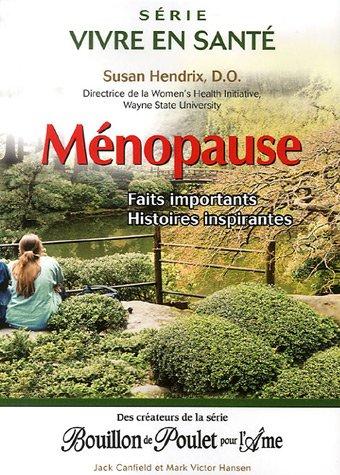 SÉRIE
VIVRE EN SANTÉ
Susan Hendrix, D.O.
Directrice de la Women's Health Initiative,
Wayne State University
Ménopause
Faits importants
Histoires inspirantes
Des créateurs de la série
Bouillon de Poulet pour l'Âme
Jack Canfield et Mark Victor Hansen